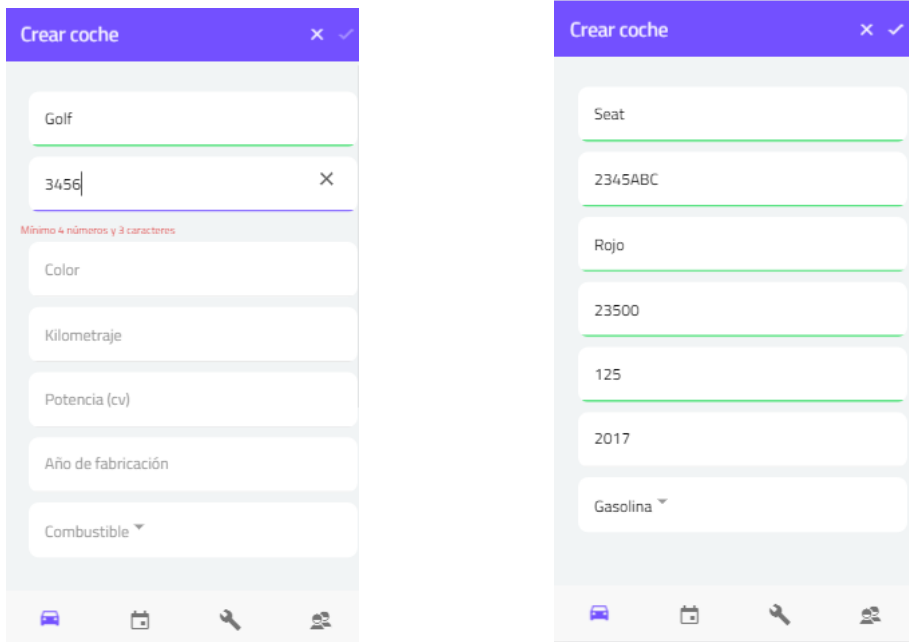 Crear coche
Golf
3456
Mínimo 4 números y 3 caracteres
Color
Kilometraje
Potencia (cv)
Año de fabricación
Combustible
Crear coche
Seat
2345ABC
Rojo
23500
125
2017
Gasolina